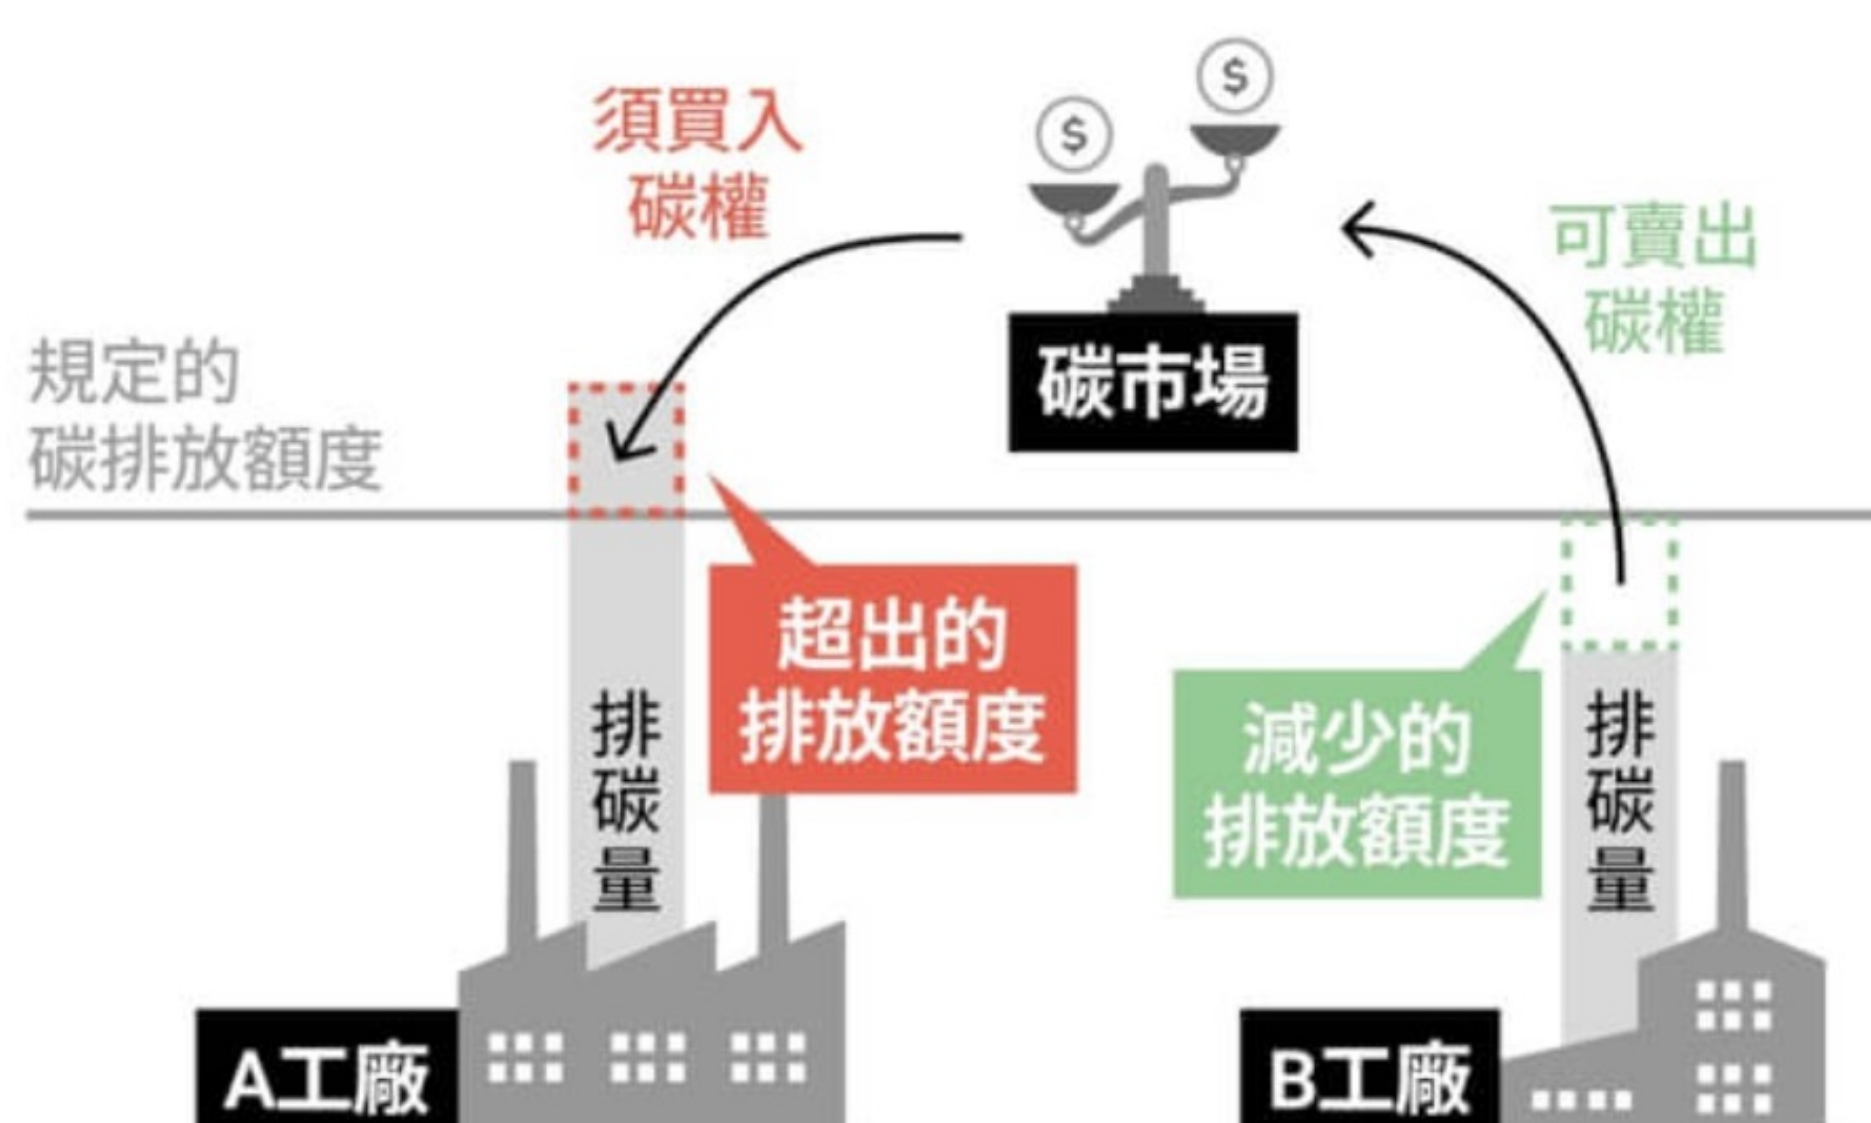 須買入
碳權
$
$
可賣出
碳權
碳市場
規定的
碳排放額度
超出的
排放額度
減少的
排放額度
排碳量
排碳量
A工廠
B工廠